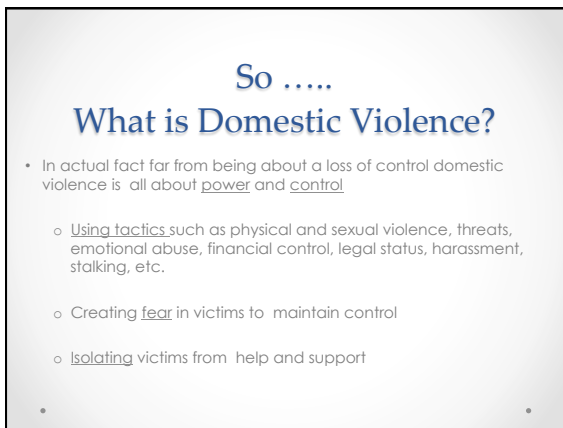 So …..
What is Domestic Violence?
• In actual fact far from being about a loss of control domestic
violence is all about power and control
o Using tactics such as physical and sexual violence, threats,
emotional abuse, financial control, legal status, harassment,
stalking, etc.
o Creating fear in victims to maintain control
o Isolating victims from help and support